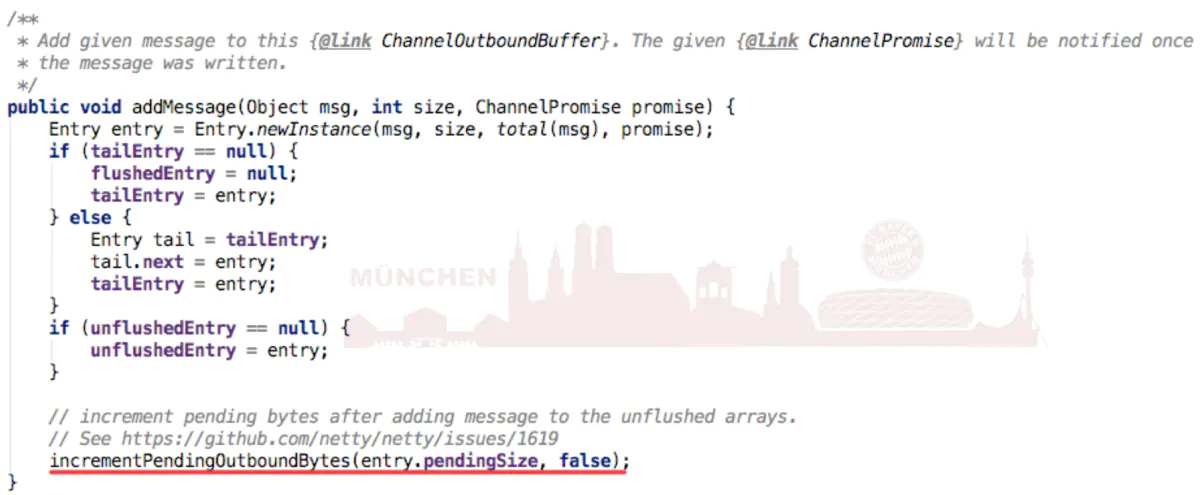 /**
 * Add given message to this {@link ChannelOutboundBuffer}. The given {@link ChannelPromise} will be notified once
 * the message was written.
 */
public void addMessage(Object msg, int size, ChannelPromise promise) {
    Entry entry = Entry.newInstance(msg, size, total(msg), promise);
    if (tailEntry == null) {
        flushedEntry = null;
        tailEntry = entry;
    } else {
        Entry tail = tailEntry;
        tail.next = entry;
        tailEntry = entry;
    }
    if (unflushedEntry == null) {
        unflushedEntry = entry;
    }

    // increment pending bytes after adding message to the unflushed arrays.
    // See https://github.com/netty/netty/issues/1619
    incrementPendingOutboundBytes(entry.pendingSize, false);
}
MÜNCHEN